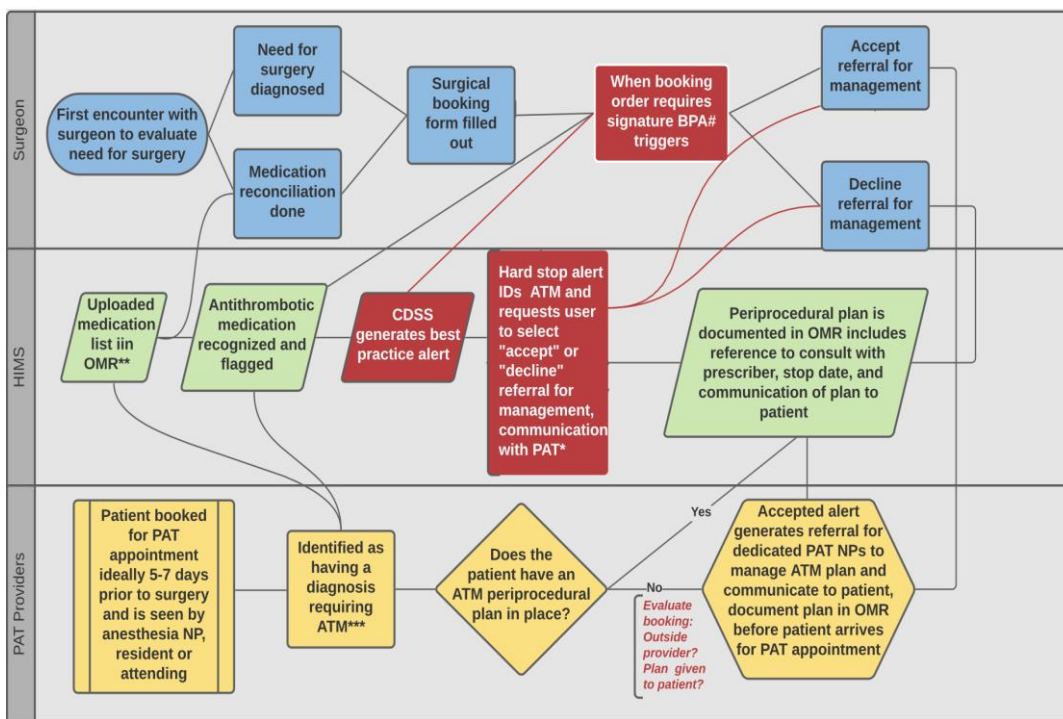 Surgeon
First encounter with
surgeon to evaluate
need for surgery
Need for
surgery
diagnosed
Medication
reconciliation
done
Surgical
booking
form filled
out
When booking
order requires
signature BPA#
triggers
Accept
referral for
management
Decline
referral for
management
HIMS
Uploaded
medication
list iin
OMR**
Antithrombotic
medication
recognized and
flagged
CDSS
generates best
practice alert
Hard stop alert
IDs ATM and
requests user
to select
"accept" or
"decline"
referral for
management,
communication
with PAT*
Periprocedural plan is
documented in OMR includes
reference to consult with
prescriber, stop date, and
communication of plan to
patient
PAT Providers
Patient booked
for PAT
appointment
ideally 5-7 days
prior to surgery
and is seen by
anesthesia NP,
resident or
attending
Identified as
having a
diagnosis
requiring
ATM***
Does the
patient have an
ATM periprocedural
plan in place?
Yes
No
Evaluate
booking:
Outside
provider?
Plan given
to patient?
Accepted alert
generates referral for
dedicated PAT NPs to
manage ATM plan and
communicate to patient,
document plan in OMR
before patient arrives
for PAT appointment